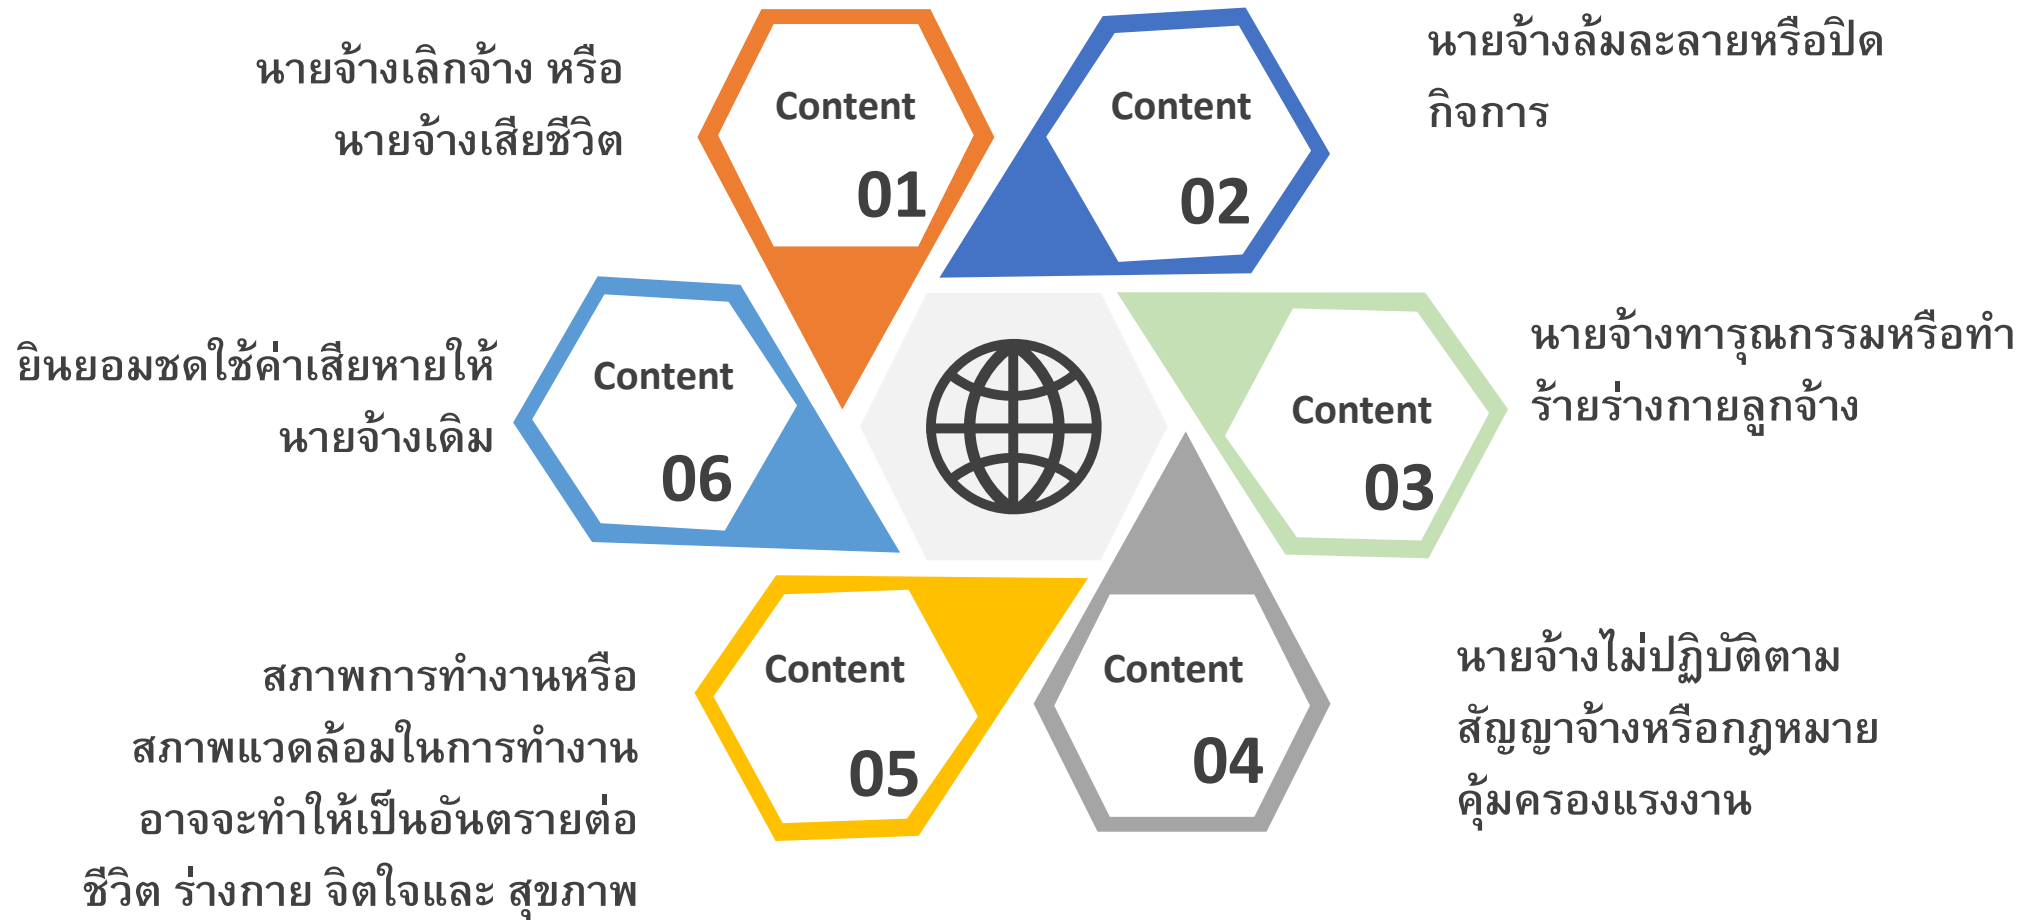 นายจ้างเลิกจ้าง หรือ
นายจ้างเสียชีวิต
Content
01
Content
02
นายจ้างล้มละลายหรือปิด
กิจการ
นายจ้างทารุณกรรมหรือทำ
ร้ายร่างกายลูกจ้าง
Content
03
นายจ้างไม่ปฏิบัติตาม
สัญญาจ้างหรือกฎหมาย
คุ้มครองแรงงาน
Content
04
Content
05
สภาพการทำงานหรือ
สภาพแวดล้อมในการทำงาน
อาจจะทำให้เป็นอันตรายต่อ
ชีวิต ร่างกาย จิตใจและ สุขภาพ
ยินยอมชดใช้ค่าเสียหายให้
นายจ้างเดิม
Content
06